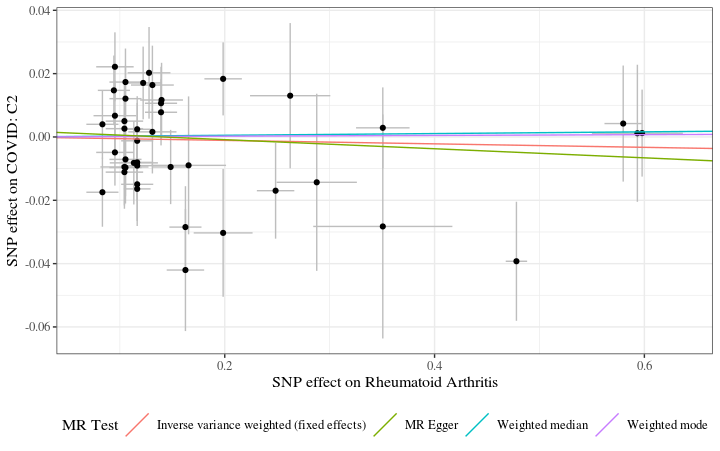 0.04
0.02
0.00
-0.02
-0.04
-0.06
SNP effect on COVID: C2
0.2
0.4
0.6
SNP effect on Rheumatoid Arthritis
MR Test
Inverse variance weighted (fixed effects)
MR Egger
Weighted median
Weighted mode